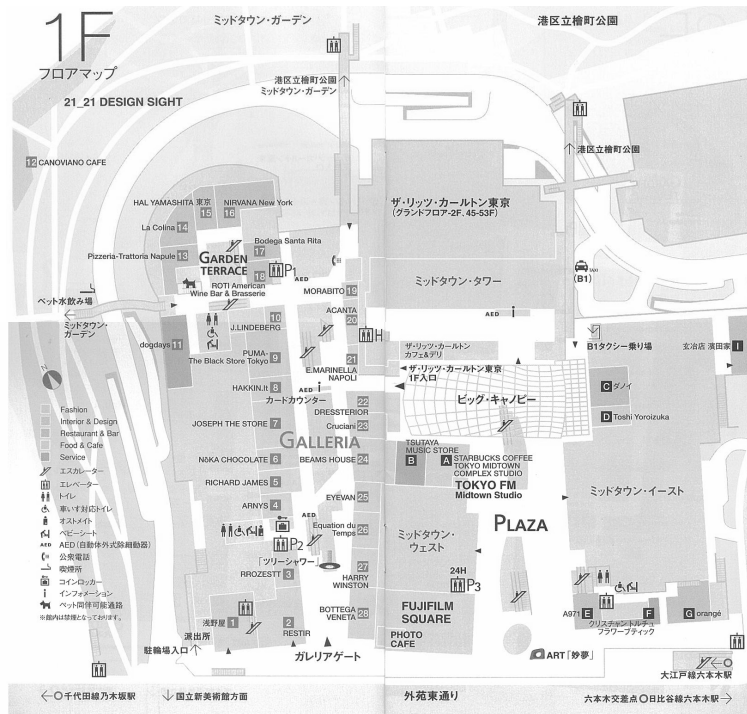 1F
フロアマップ
21_21 DESIGN SIGHT
ミッドタウン・ガーデン
港区立檜町公園
港区立檜町公園
ミッドタウン・ガーデン
港区立檜町公園
12 CANOVIANO CAFE
HAL YAMASHITA 東京
15
NIRVANA New York
16
La Colina 14
Pizzeria-Trattoria Napule 13
GARDEN
TERRACE
Bodega Santa Rita
17
18
P1
ROTI American
Wine Bar & Brasserie
AED
MORABITO 19
ACANTA
20
ザ・リッツ・カールトン東京
(グランドフロア-2F, 45-53F)
ミッドタウン・タワー
AED
TAXI
(B1)
B1タクシー乗り場
玄冶店 濱田家 I
ペット水飲み場
ミッドタウン・
ガーデン
dogdays 11
10
J.LINDEBERG
PUMA-
The Black Store Tokyo 9
HAKKIN.It 8
AED
カードカウンター
21
E.MARINELLA
NAPOLI
H
ザ・リッツ・カールトン
カフェ&デリ
ザ・リッツ・カールトン東京
1F入口
ビッグ・キャノピー
C ダノイ
D Toshi Yoroizuka
22
DRESSTERIOR
Cruciani 23
JOSEPH THE STORE 7
GALLERIA
NŏKA CHOCOLATE 6
BEAMS HOUSE 24
RICHARD JAMES 5
EYEVAN 25
ARNYS 4
Equation du
Temps 26
P2
「ツリーシャワー」
RRROZESTT 3
27
HARRY
WINSTON
BOTTEGA
VENETA 28
浅野屋 1
2
RESTIR
ガレリアゲート
派出所
駐輪場入口
TSUTAYA
MUSIC STORE
B
A STARBUCKS COFFEE
TOKYO MIDTOWN
COMPLEX STUDIO
TOKYO FM
Midtown Studio
ミッドタウン・イースト
PLAZA
ミッドタウン・
ウェスト
24H
P3
FUJIFILM
SQUARE
PHOTO
CAFE
ART「妙夢」
A971 E
F
G orangé
クリスチャン トルチュ
フラワーブティック
大江戸線六本木駅
N
Fashion
Interior & Design
Restaurant & Bar
Food & Cafe
Service
エスカレーター
エレベーター
トイレ
車いす対応トイレ
オストメイト
ベビーシート
AED AED(自動体外式除細動器)
公衆電話
喫煙所
コインロッカー
インフォメーション
ペット同伴可能通路
※館内は禁煙となっております。
←千代田線乃木坂駅
↓国立新美術館方面
外苑東通り
六本木交差点 日比谷線六本木駅→